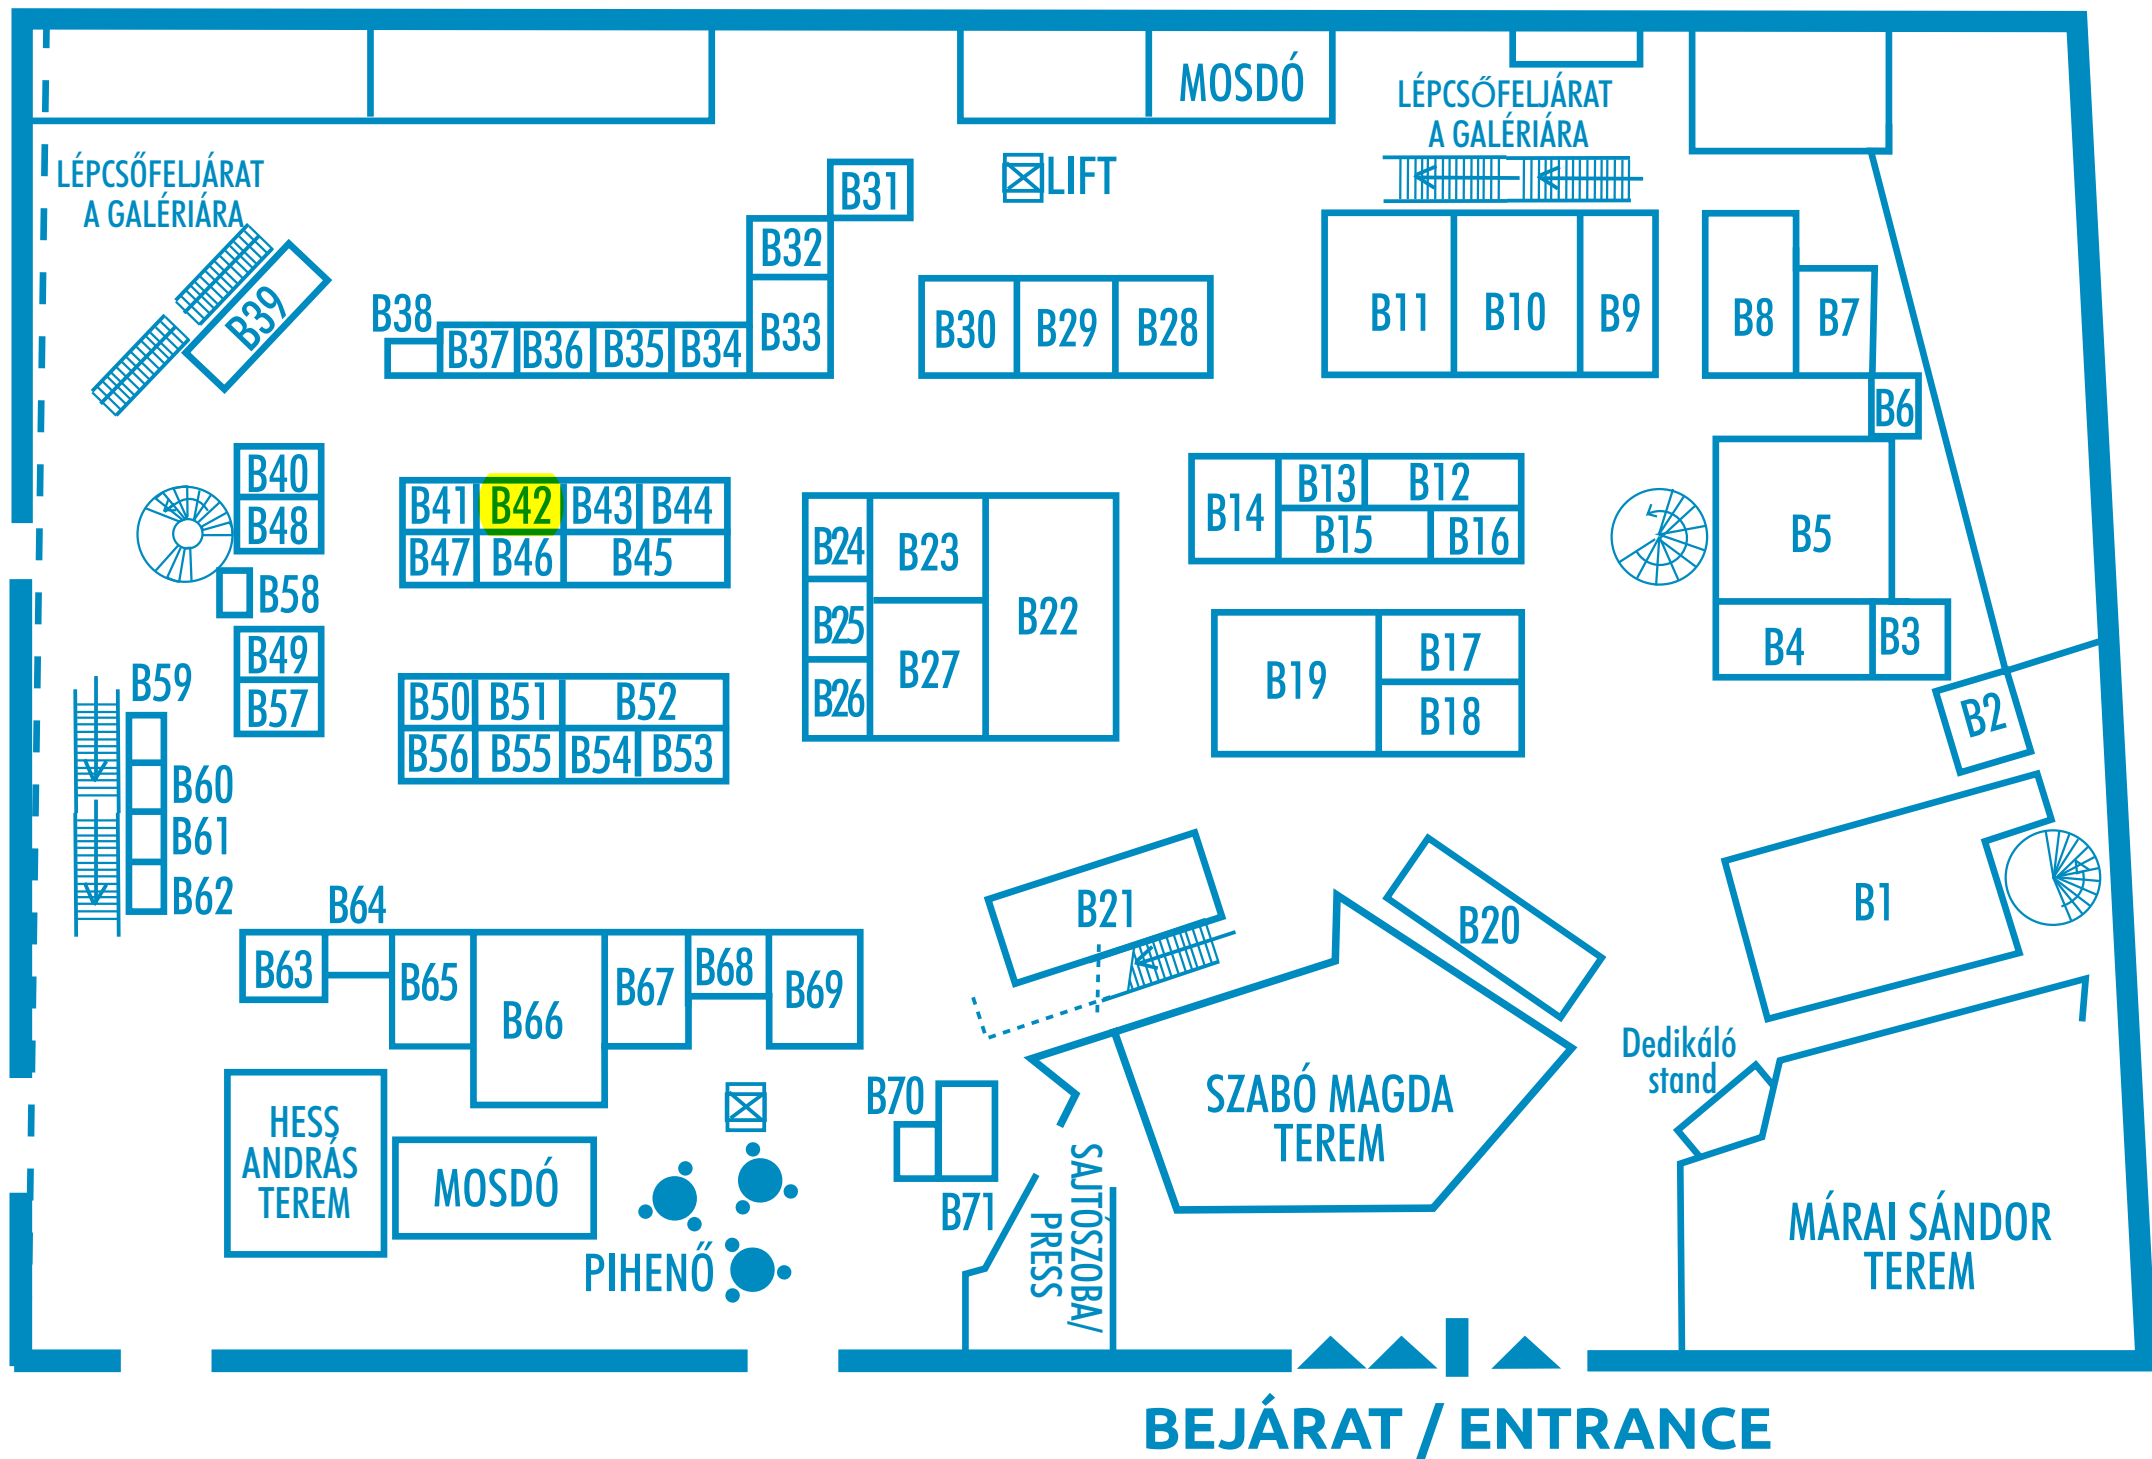 MOSDÓ
LÉPCSŐFELJÁRAT
A GALÉRIÁRA
LÉPCSŐFELJÁRAT
A GALÉRIÁRA
LIFT
B31
B32
B33
B38
B37
B36
B35
B34
B39
B30
B29
B28
B11
B10
B9
B8
B7
B6
B40
B48
B41
B42
B43
B44
B47
B46
B45
B58
B49
B57
B24
B23
B25
B22
B27
B26
B14
B13
B12
B15
B16
B5
B4
B3
B19
B17
B18
B2
B59
B60
B61
B62
B50
B51
B52
B56
B55
B54
B53
B64
B63
B65
B66
B67
B68
B69
B21
B20
B1
Dedikáló
stand
B70
B71
HESS
ANDRÁS
TEREM
MOSDÓ
PIHENŐ
SAJTÓSZOBA/
PRESS
SZABÓ MAGDA
TEREM
MÁRAI SÁNDOR
TEREM
BEJÁRAT / ENTRANCE